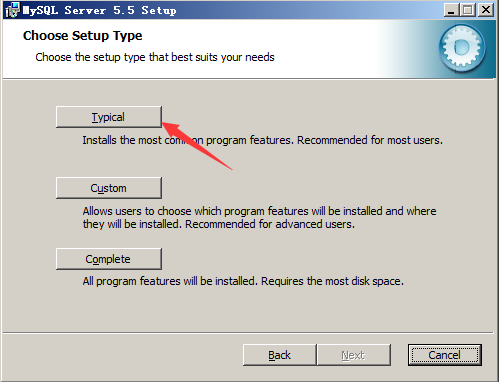 MySQL Server 5.5 Setup
Choose Setup Type
Choose the setup type that best suits your needs
Typical
Installs the most common program features. Recommended for most users.
Custom
Allows users to choose which program features will be installed and where
they will be installed. Recommended for advanced users.
Complete
All program features will be installed. Requires the most disk space.
Back Next Cancel